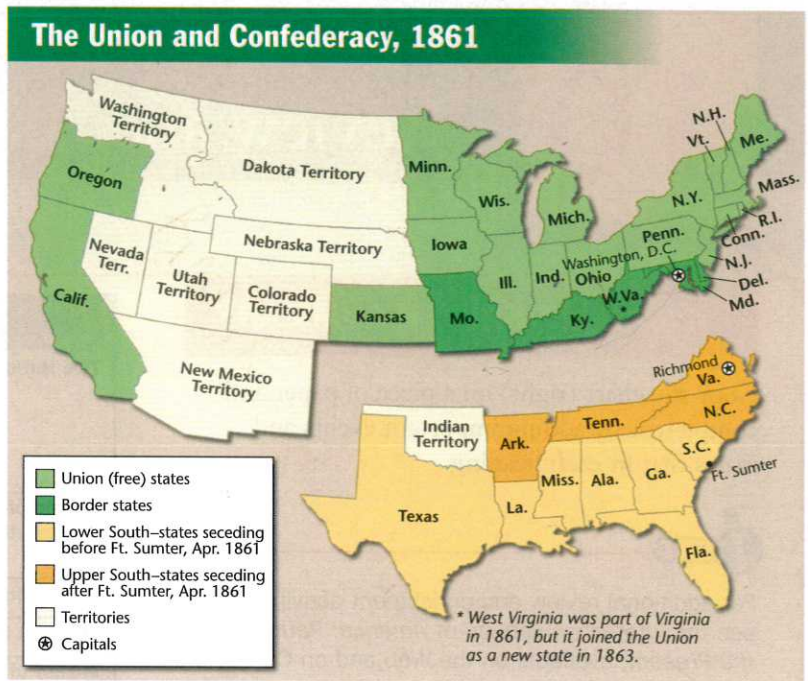 The Union and Confederacy, 1861
Washington
Territory
Oregon
Dakota Territory
Minn.
Wis.
Mich.
N.H.
Vt.
Me.
N.Y.
Mass.
R.I.
Conn.
Penn.
N.J.
Del.
Md.
Nevada
Terr.
Nebraska Territory
Iowa
Utah
Territory
Colorado
Territory
Calif.
Kansas
Mo.
Ill.
Ind.
Washington, D.C.
Ohio
W.Va.
*
Ky.
New Mexico
Territory
Richmond
Va.
Indian
Territory
Ark.
Tenn.
N.C.
S.C.
Ft. Sumter
Texas
La.
Miss.
Ala.
Ga.
Fla.
Union (free) states
Border states
Lower South–states seceding
before Ft. Sumter, Apr. 1861
Upper South–states seceding
after Ft. Sumter, Apr. 1861
Territories
Capitals
* West Virginia was part of Virginia
in 1861, but it joined the Union
as a new state in 1863.